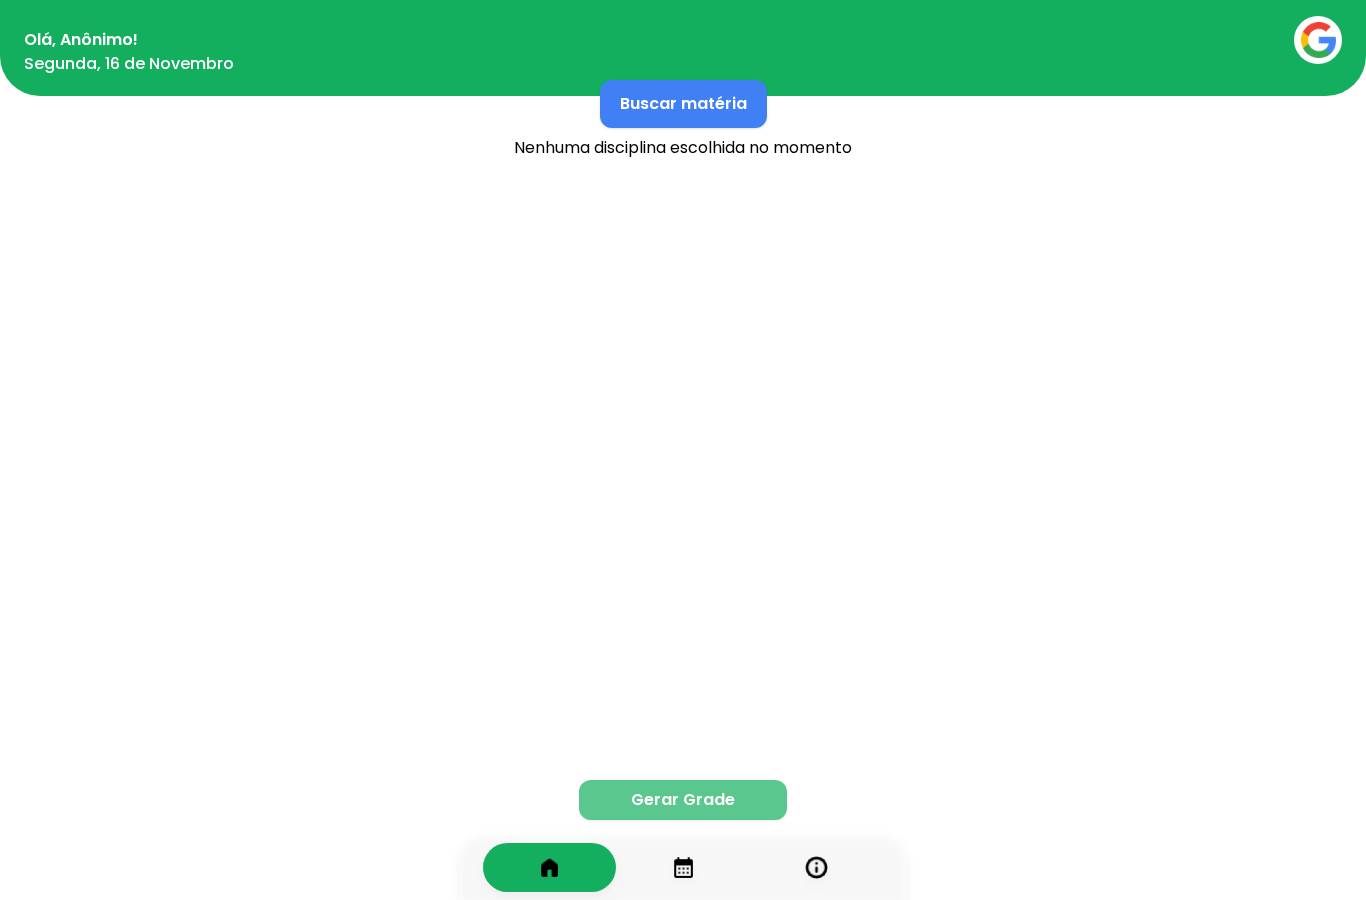 Olá, Anônimo!
Segunda, 16 de Novembro
Buscar matéria
Nenhuma disciplina escolhida no momento
Gerar Grade